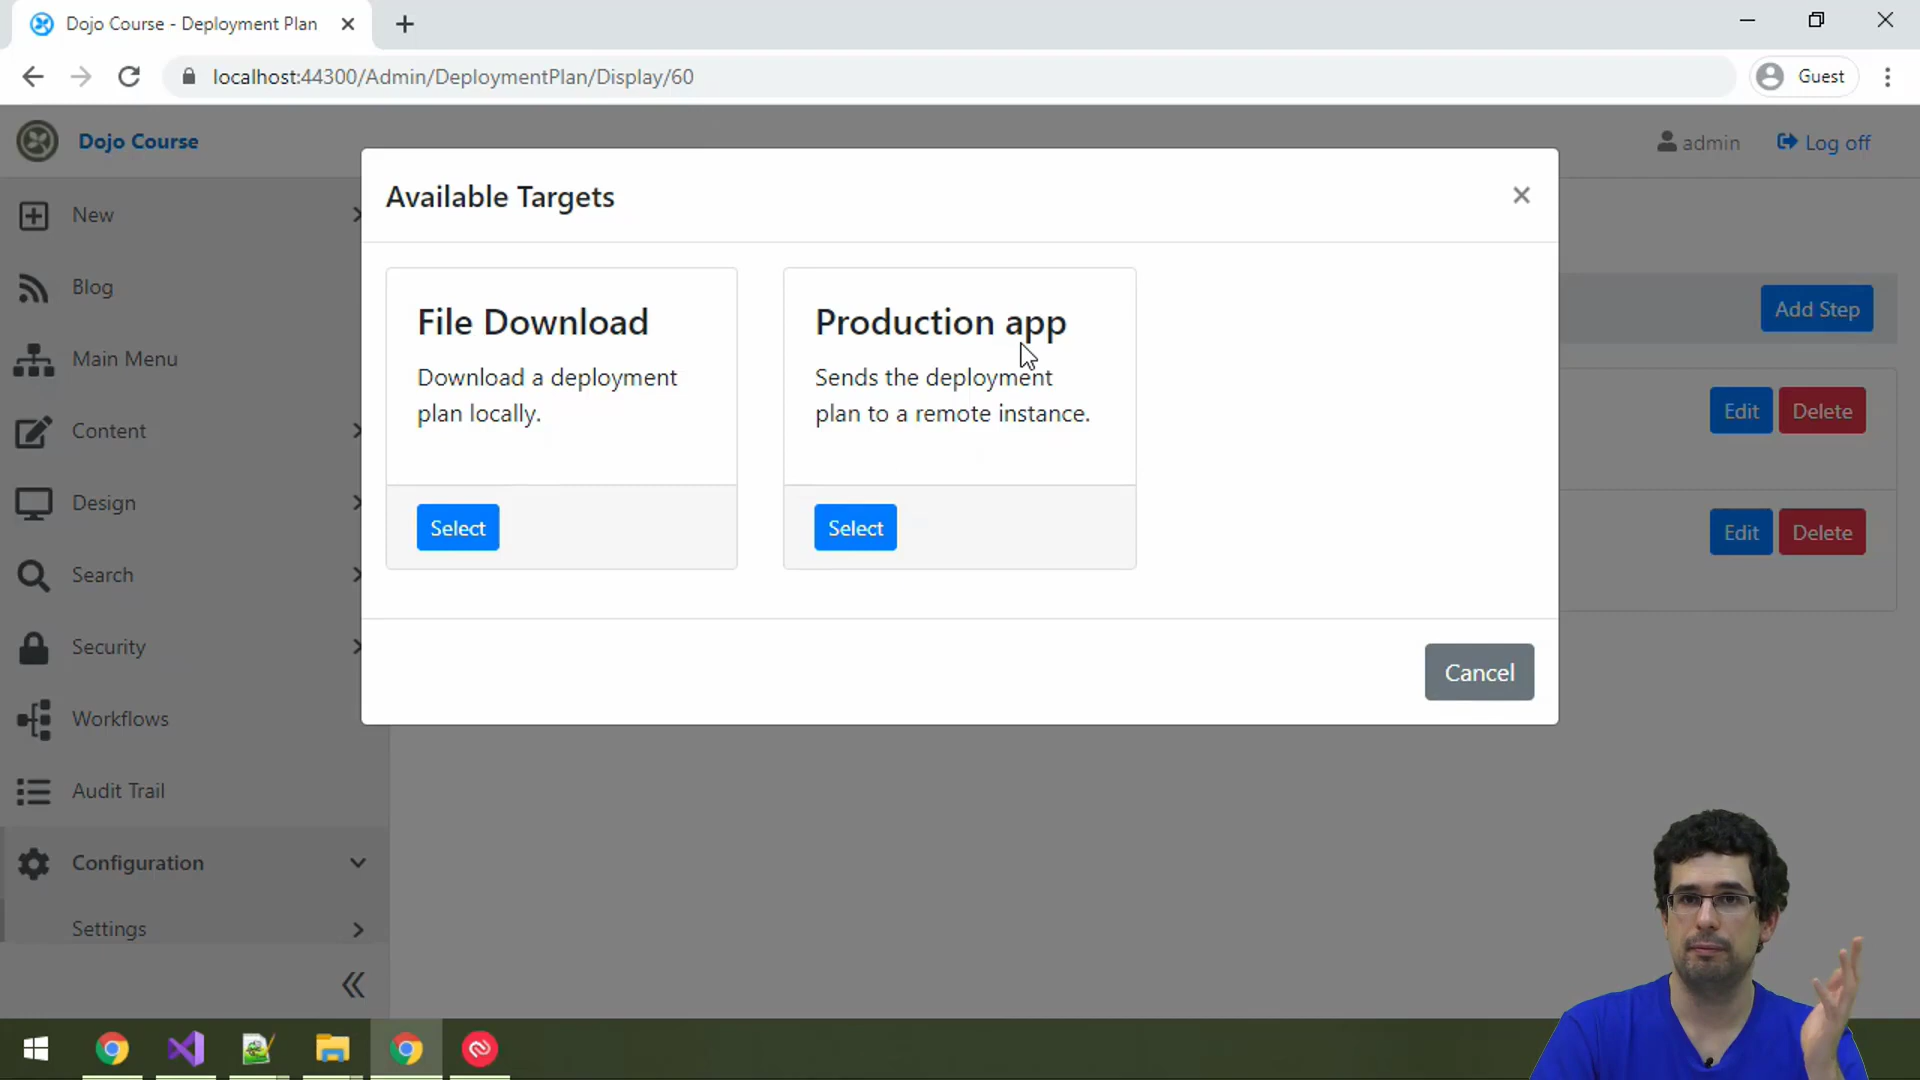 Dojo Course - Deployment Plan
localhost:44300/Admin/DeploymentPlan/Display/60
Guest
Dojo Course
admin
Log off
New
Blog
Main Menu
Content
Design
Search
Security
Workflows
Audit Trail
Configuration
Settings
Available Targets
File Download
Download a deployment
plan locally.
Select
Production app
Sends the deployment
plan to a remote instance.
Select
Cancel
Add Step
Edit Delete
Edit Delete